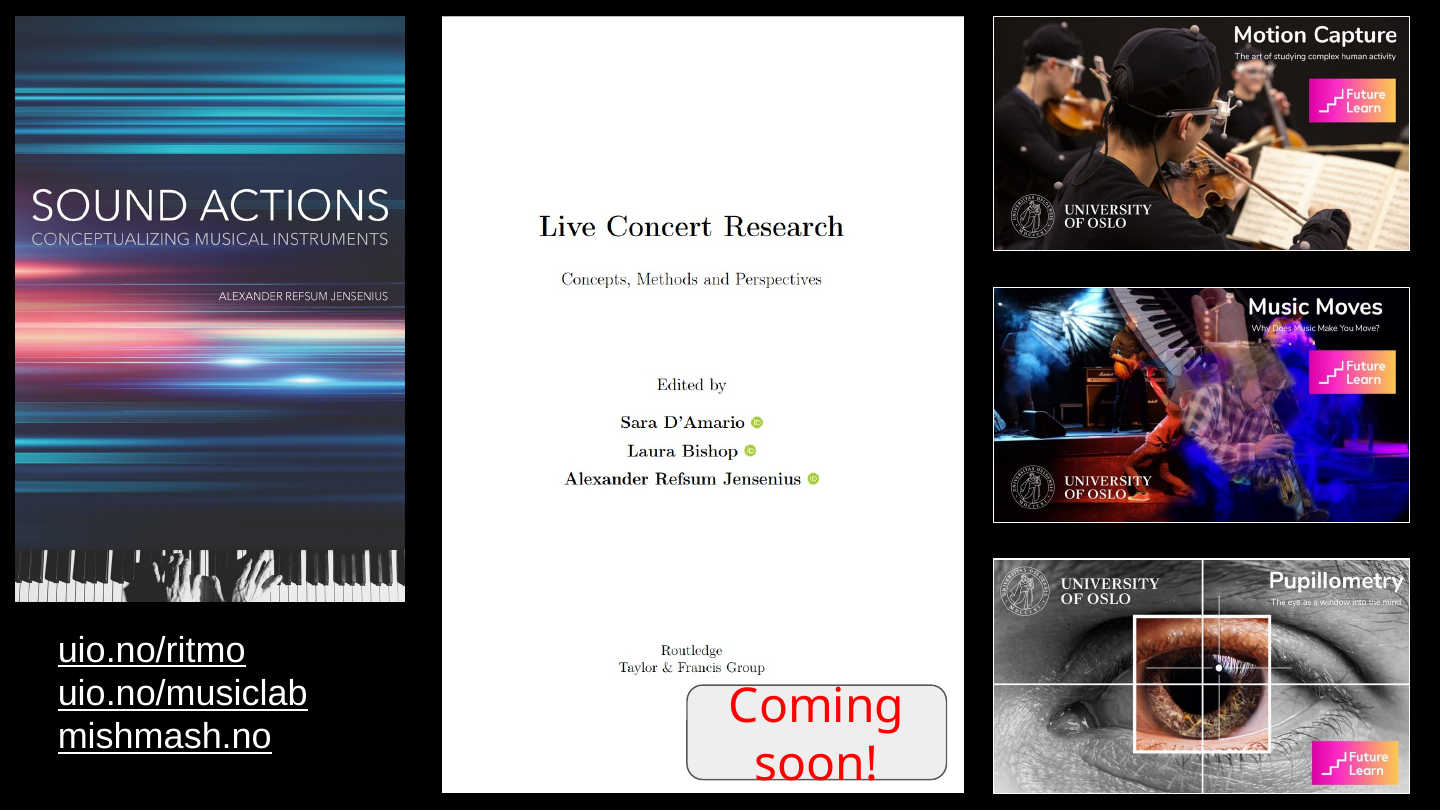 SOUND ACTIONS
CONCEPTUALIZING MUSICAL INSTRUMENTS
ALEXANDER REFSUM JENSENIUS
uio.no/ritmo
uio.no/musiclab
mishmash.no
Live Concert Research
Concepts, Methods and Perspectives
Edited by
Sara D'Amario iD
Laura Bishop iD
Alexander Refsum Jensenius iD
Routledge
Taylor & Francis Group
Coming
soon!
Motion Capture
The art of studying complex human activity
Future
Learn
UNIVERSITY
OF OSLO
Music Moves
Why Does Music Make You Move?
Future
Learn
UNIVERSITY
OF OSLO
UNIVERSITY
OF OSLO
Pupillometry
The eye as a window into the mind
Future
Learn